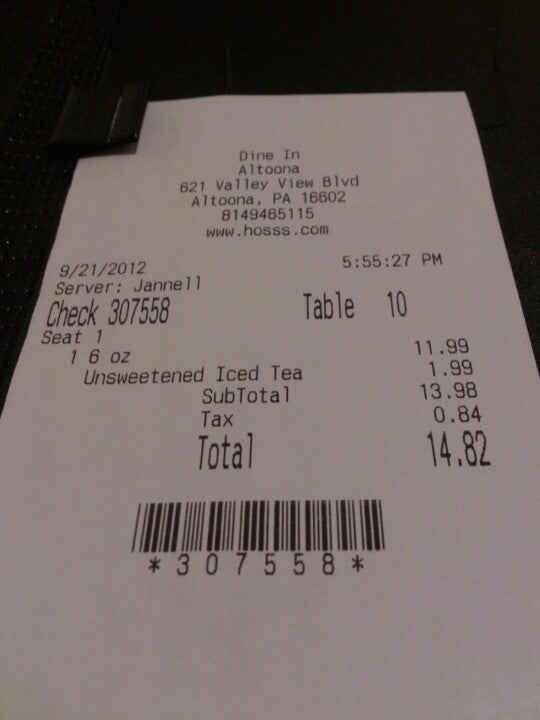 Dine In
Altoona
621 Valley View Blvd
Altoona, PA 16602
8149465115
www.hosss.com
9/21/2012 5:55:27 PM
Server: Jannell
Check 307558 Table 10
Seat 1
1 6 oz 11.99
Unsweetened Iced Tea 1.99
SubTotal 13.98
Tax 0.84
Total 14.82
*307558*